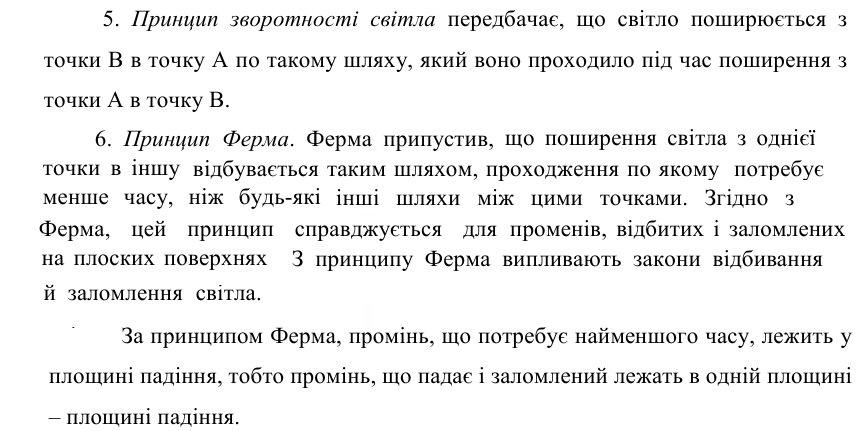 5. Принцип зворотності світла передбачає, що світло поширюється з
точки В в точку А по такому шляху, який воно проходило під час поширення з
точки А в точку В.
6. Принцип Ферма. Ферма припустив, що поширення світла з однієї
точки в іншу відбувається таким шляхом, проходження по якому потребує
менше часу, ніж будь-які інші шляхи між цими точками. Згідно з
Ферма, цей принцип справджується для променів, відбитих і заломлених
на плоских поверхнях З принципу Ферма випливають закони відбивання
й заломлення світла.
За принципом Ферма, промінь, що потребує найменшого часу, лежить у
площині падіння, тобто промінь, що падає і заломлений лежать в одній площині
– площині падіння.